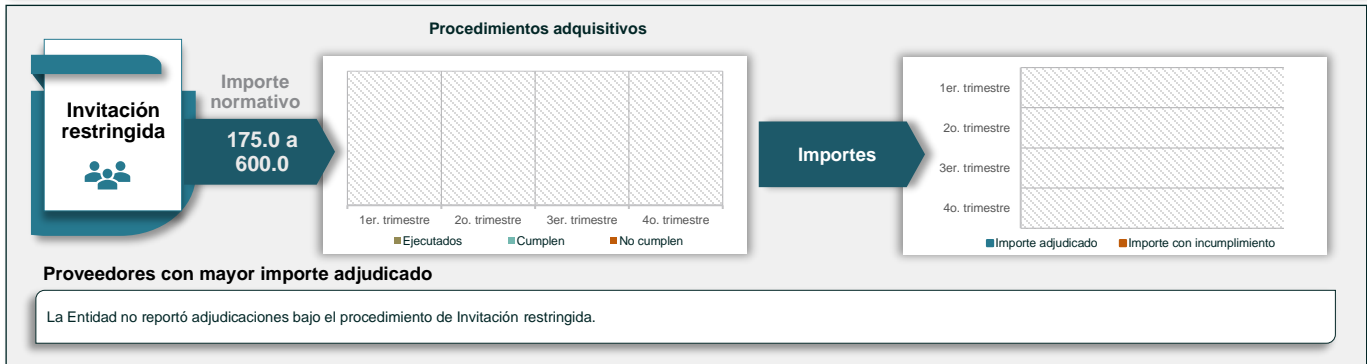 Procedimientos adquisitivos
Invitación
restringida
Importe
normativo
175.0 a
600.0
1er. trimestre 2o. trimestre 3er. trimestre 4o. trimestre
Ejecutados Cumplen No cumplen
Importes
1er. trimestre
2o. trimestre
3er. trimestre
4o. trimestre
Importe adjudicado Importe con incumplimiento
Proveedores con mayor importe adjudicado
La Entidad no reportó adjudicaciones bajo el procedimiento de Invitación restringida.